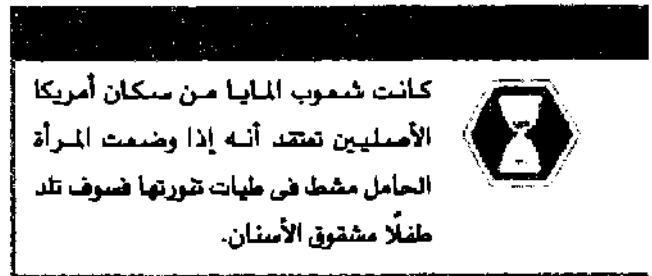 كانت شعوب المايا من سكان أمريكا
الأصليين تعتقد أنه إذا وضعت المرأة
الحامل مشط فى طيات تنورتها فسوف تلد
طفلًا مشقوق الأسنان.